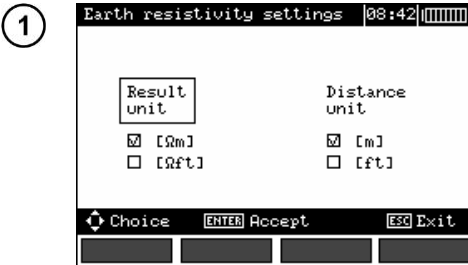 1
Earth resistivity settings 08:42
Result unit
Distance unit
☑ [Ωm]
☐ [Ωft]
☑ [m]
☐ [ft]
Choice ENTER Accept ESC Exit